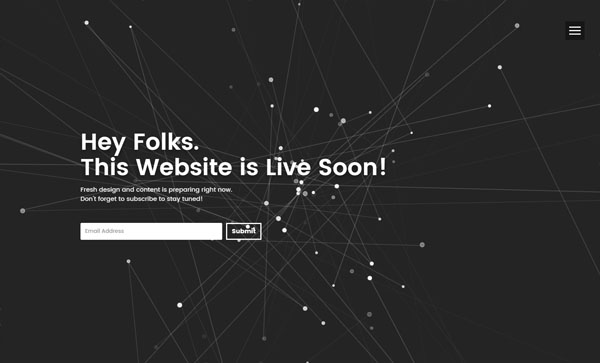 Hey Folks.
This Website is Live Soon!
Fresh design and content is preparing right now.
Don't forget to subscribe to stay tuned!
Email Address
Submit